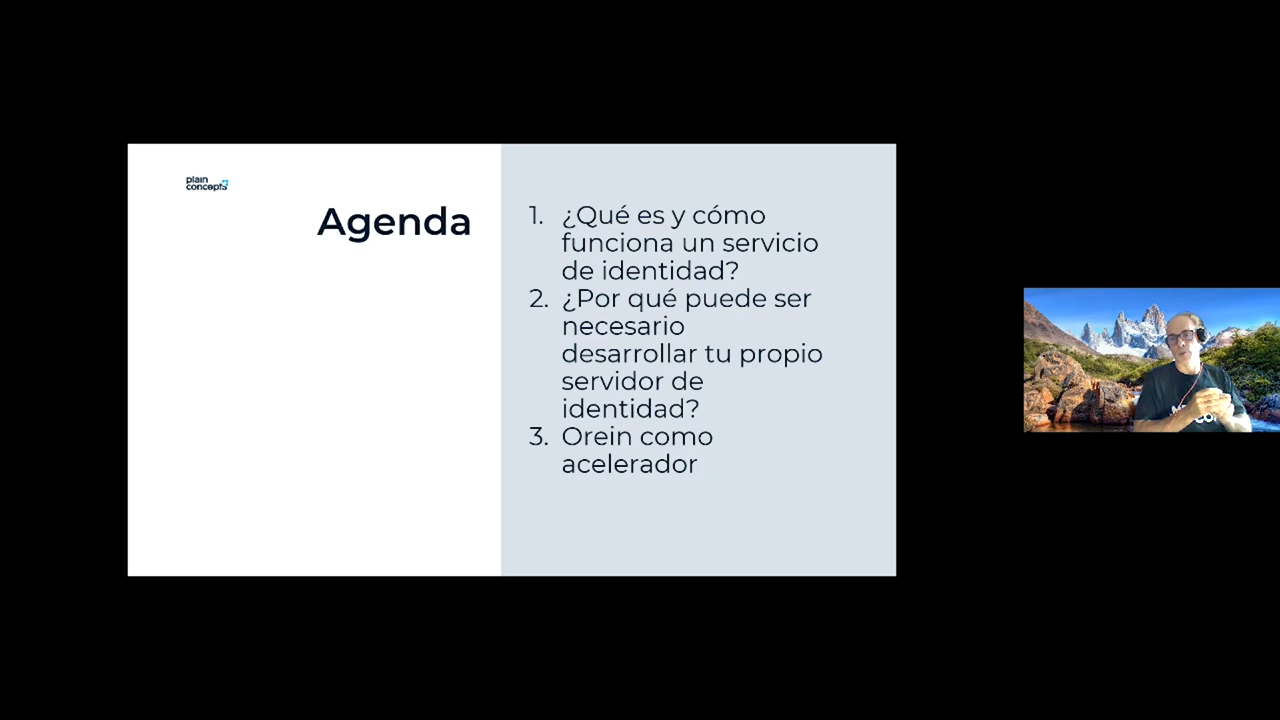 plain
concepts
Agenda
1. ¿Qué es y cómo
funciona un servicio
de identidad?
2. ¿Por qué puede ser
necesario
desarrollar tu propio
servidor de
identidad?
3. Orein como
acelerador